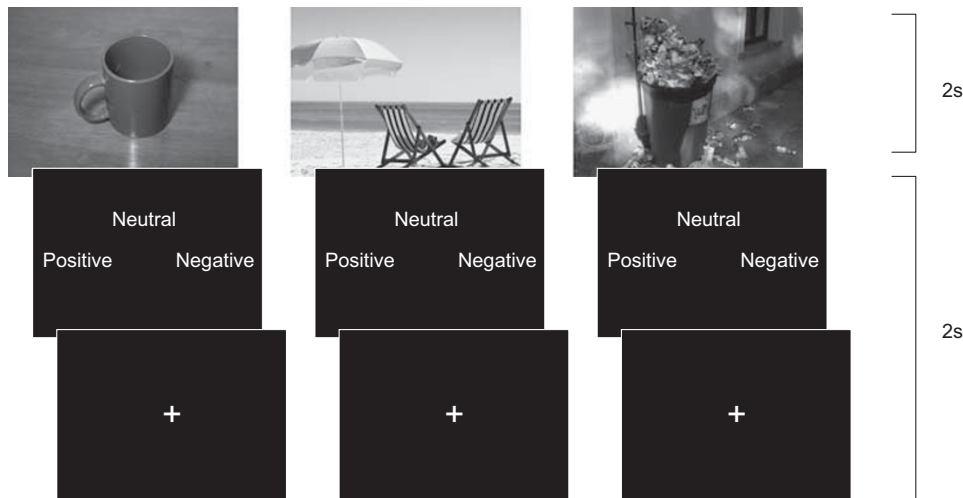 2s
Neutral
Positive Negative
Neutral
Positive Negative
Neutral
Positive Negative
2s
+
+
+